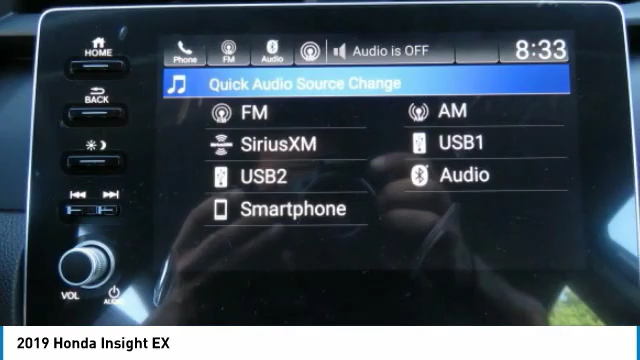 HOME
Phone
FM
Audio
Audio is OFF
8:33
Quick Audio Source Change
BACK
FM
AM
SiriusXM
USB1
USB2
Audio
Smartphone
VOL
AUDIO
2019 Honda Insight EX